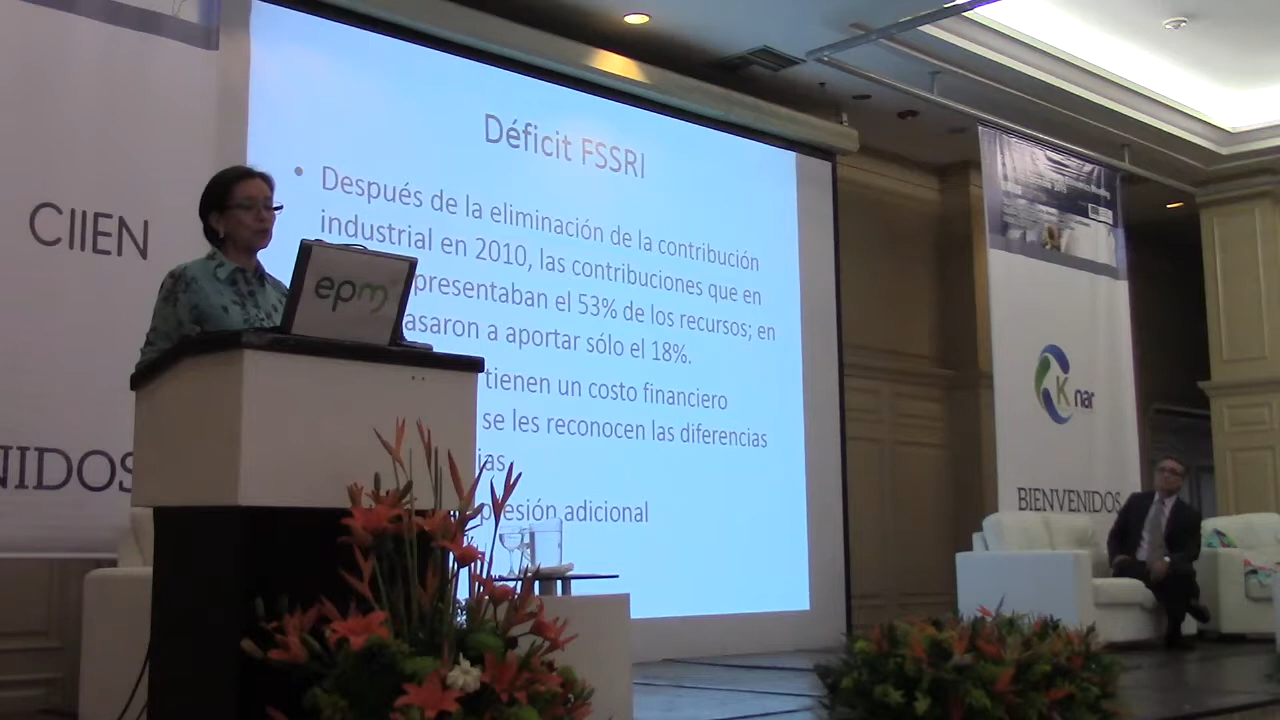 Déficit FSSRI
• Después de la eliminación de la contribución
industrial en 2010, las contribuciones que en
presentaban el 53% de los recursos; en
asaron a aportar sólo el 18%.
tienen un costo financiero
se les reconocen las diferencias
ias.
presión adicional
CIIEN
NIDOS
epm
K nar
BIENVENIDOS